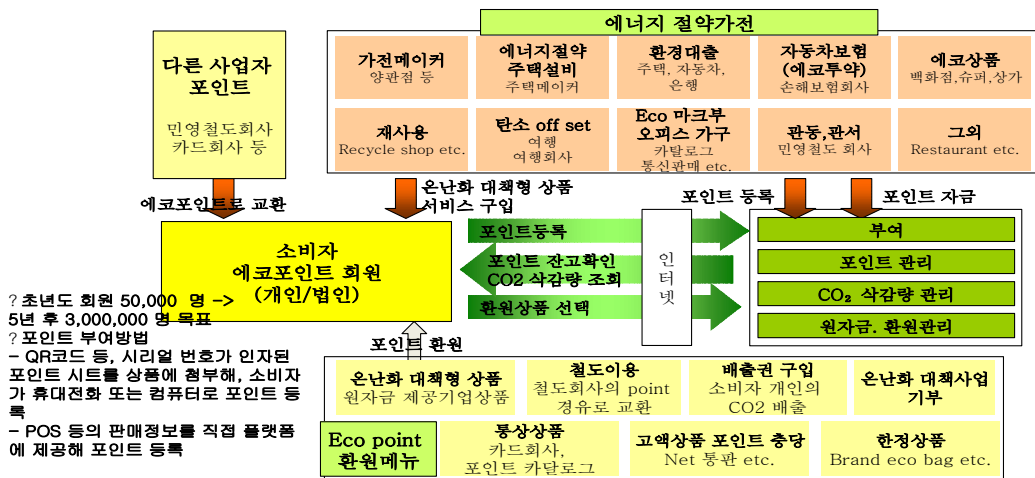 에너지 절약가전
다른 사업자
포인트
민영철도회사
카드회사 등
가전메이커
양판점 등
에너지절약
주택설비
주택메이커
환경대출
주택, 자동차,
은행
자동차보험
(에코투약)
손해보험회사
에코상품
백화점,슈퍼,상가
재사용
Recycle shop etc.
탄소 off set
여행
여행회사
Eco 마크부
오피스 가구
카탈로그
통신판매 etc.
관동,관서
민영철도 회사
그외
Restaurant etc.
에코포인트로 교환
온난화 대책형 상품
서비스 구입
포인트 등록
포인트 자금
소비자
에코포인트 회원
(개인/법인)
포인트등록
포인트 잔고확인
CO2 삭감량 조회
환원상품 선택
인
터
넷
부여
포인트 관리
CO₂ 삭감량 관리
원자금. 환원관리
? 초년도 회원 50,000 명 ->
5년 후 3,000,000 명 목표
? 포인트 부여방법
- QR코드 등, 시리얼 번호가 인자된
포인트 시트를 상품에 첨부해, 소비자
가 휴대전화 또는 컴퓨터로 포인트 등
록
- POS 등의 판매정보를 직접 플랫폼
에 제공해 포인트 등록
포인트 환원
온난화 대책형 상품
원자금 제공기업상품
철도이용
철도회사의 point
경유로 교환
배출권 구입
소비자 개인의
CO2 배출
온난화 대책사업
기부
Eco point
환원메뉴
통상상품
카드회사,
포인트 카달로그
고액상품 포인트 충당
Net 통판 etc.
한정상품
Brand eco bag etc.